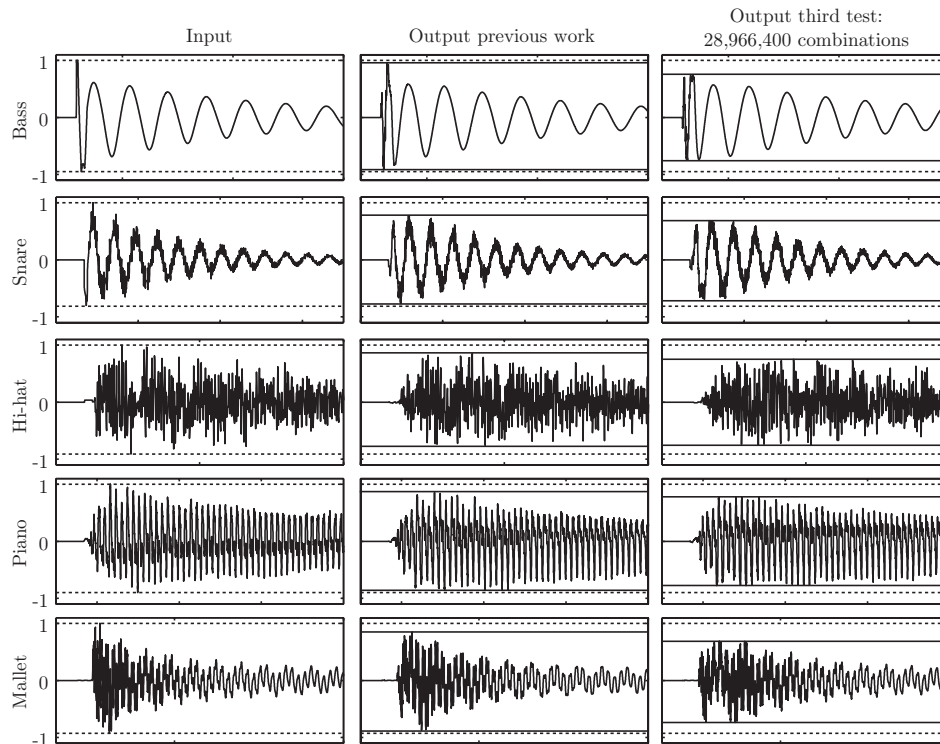 Input
Output previous work
Output third test:
28,966,400 combinations
Bass
1
0
-1
Snare
1
0
-1
Hi-hat
1
0
-1
Piano
1
0
-1
Mallet
1
0
-1